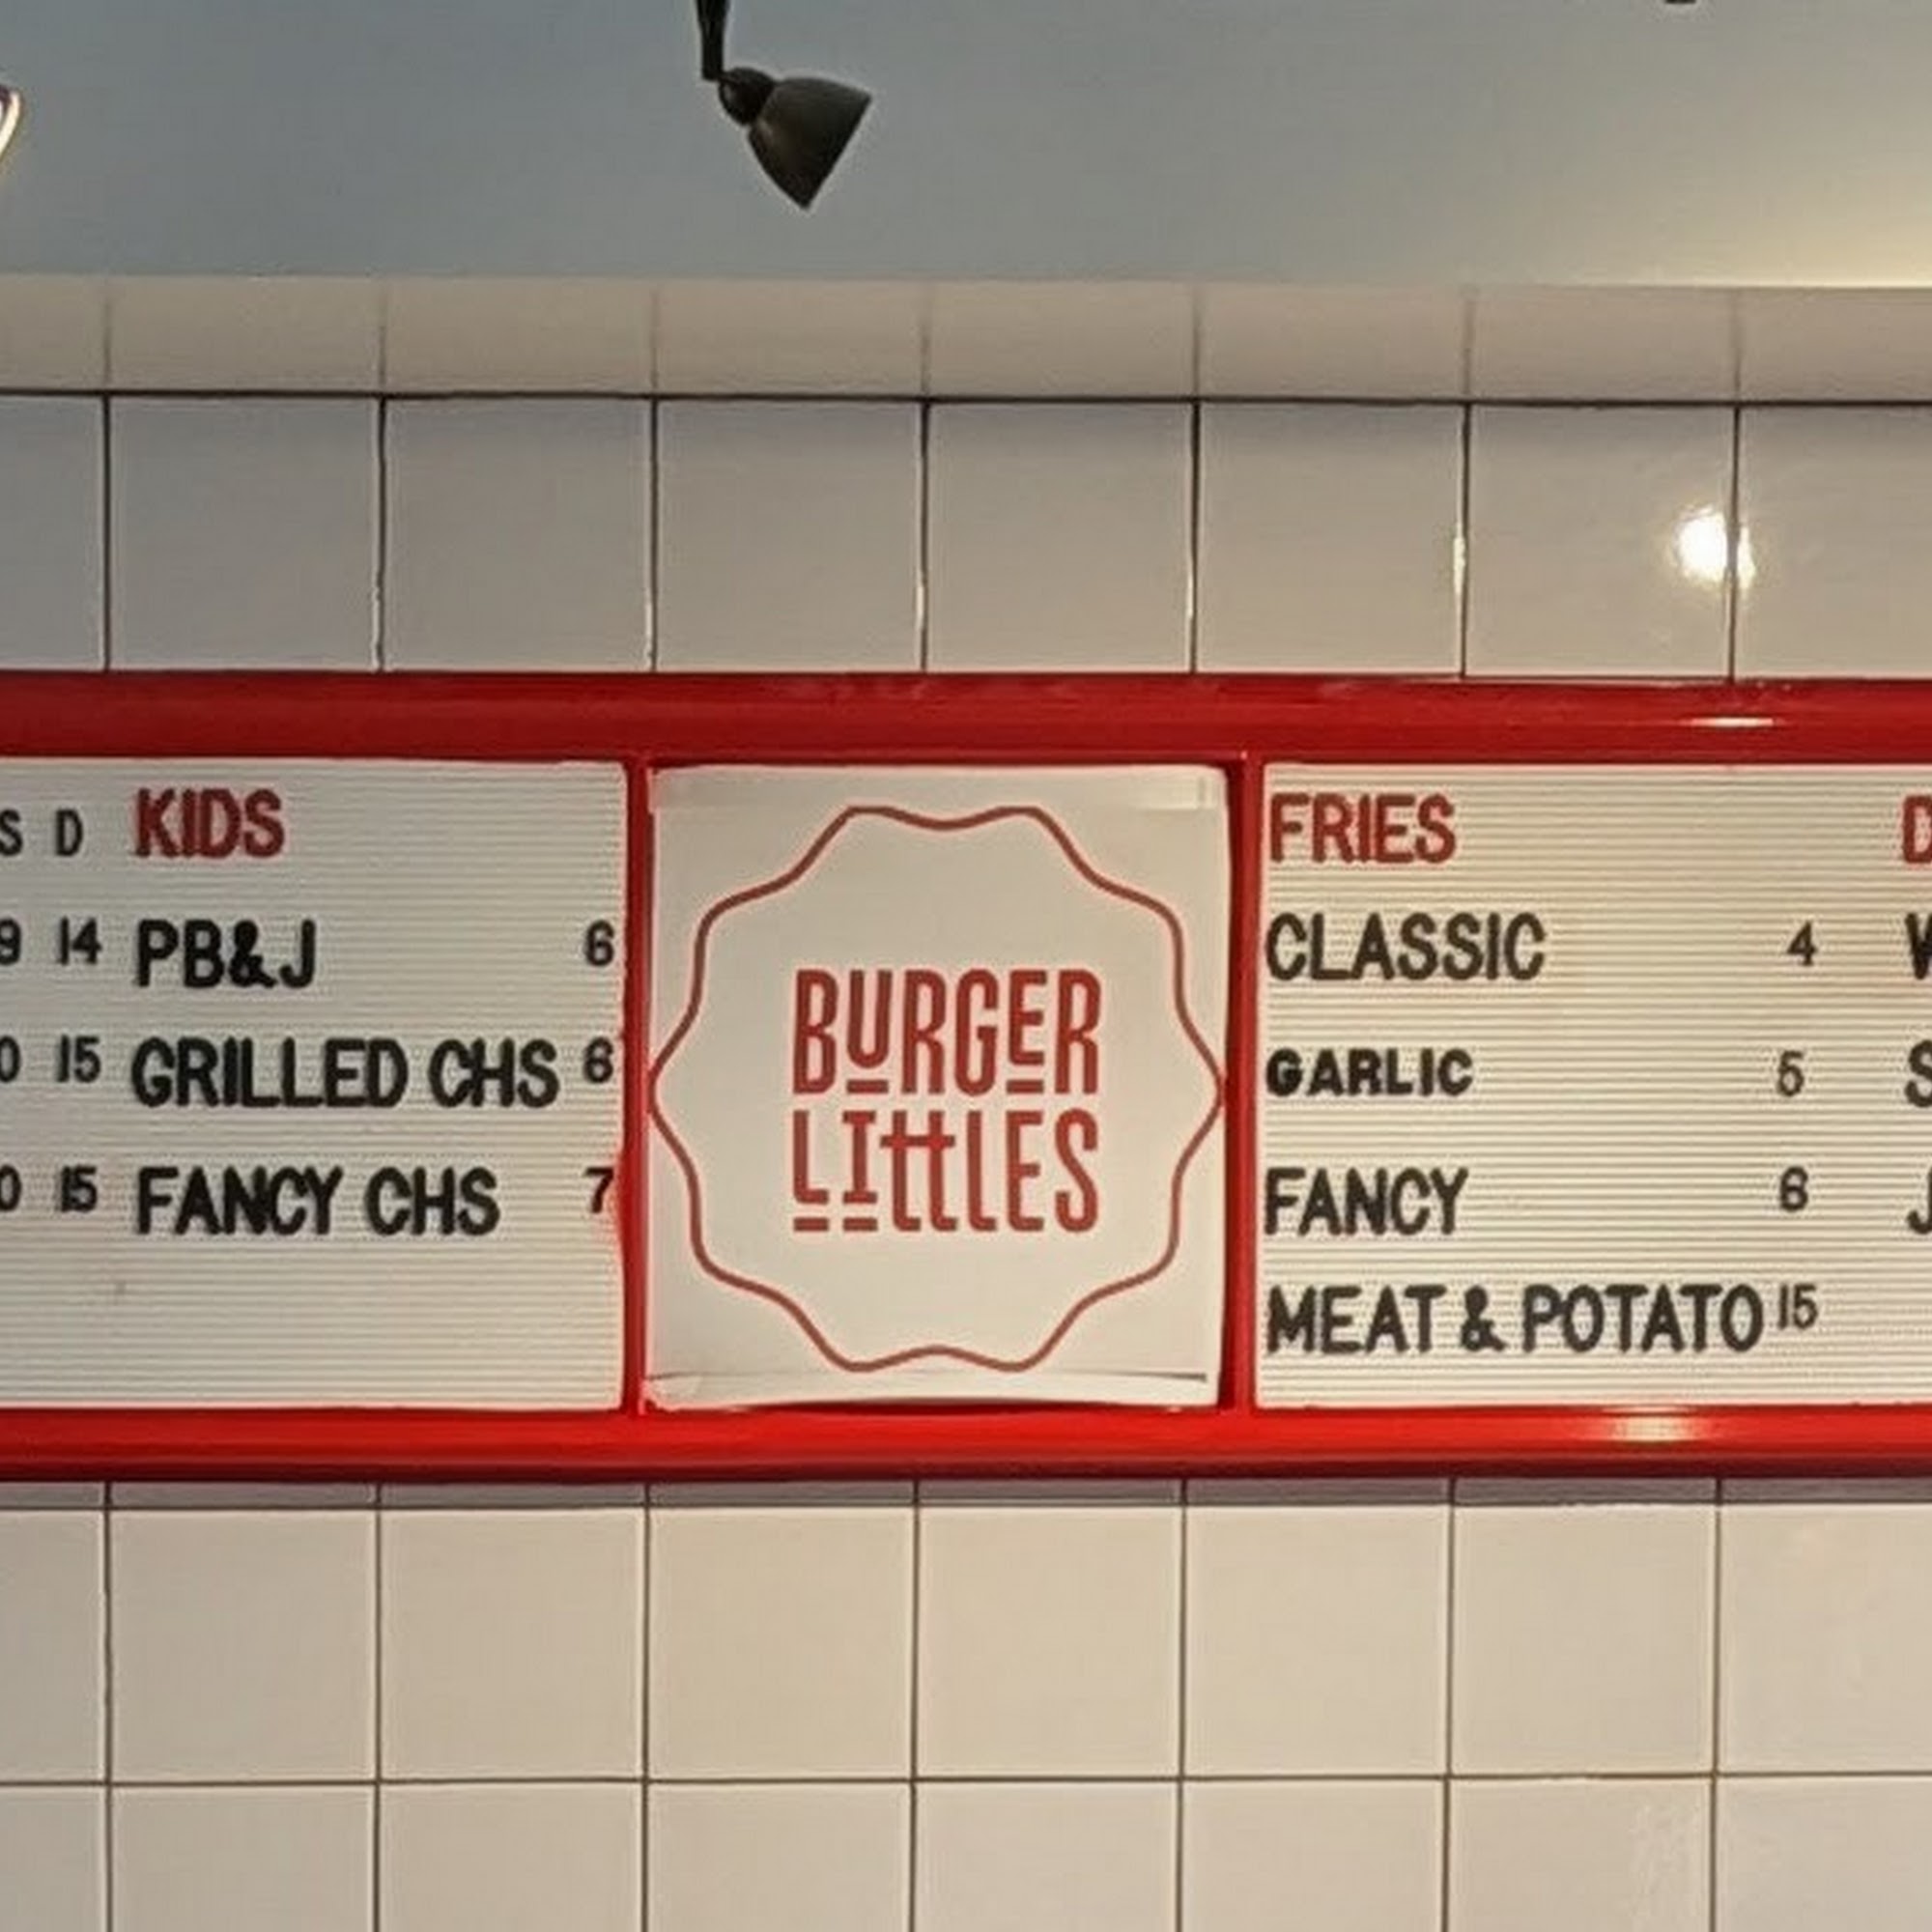 S D
9 14
0 15
0 15
KIDS
PB&J 6
GRILLED CHS 6
FANCY CHS 7
BURGER
LITTLES
FRIES
CLASSIC 4
GARLIC 5
FANCY 6
MEAT & POTATO 15